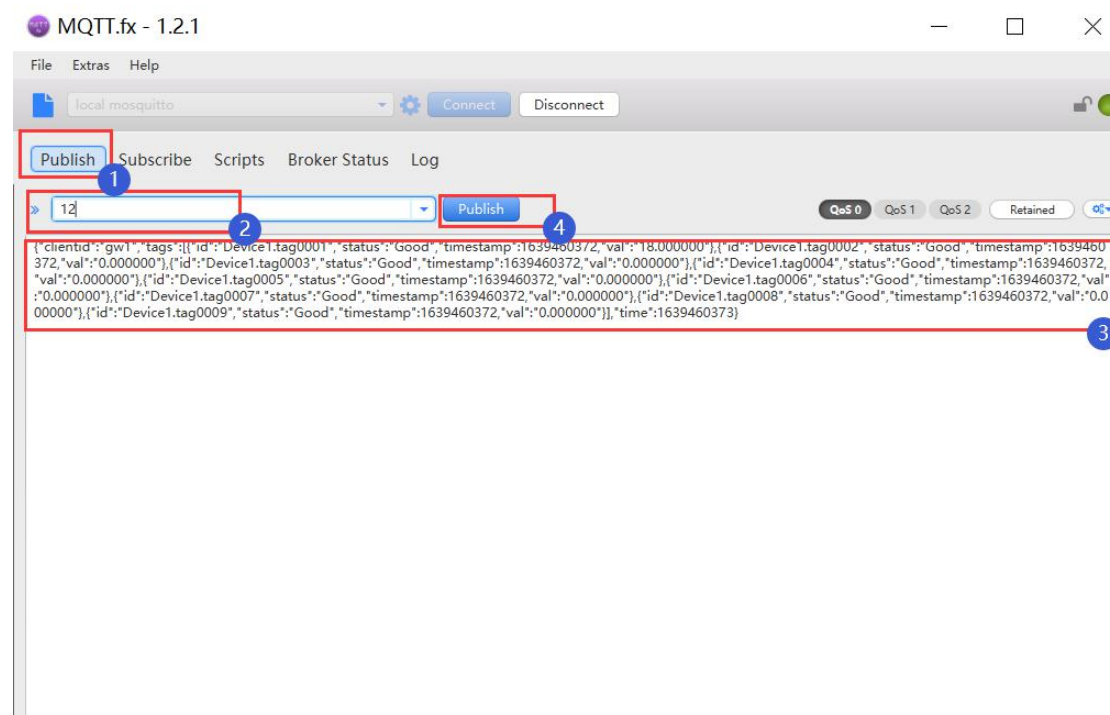 MQTT.fx - 1.2.1
File Extras Help
local mosquitto Connect Disconnect
Publish Subscribe Scripts Broker Status Log
1
» 12 Publish QoS 0 QoS 1 QoS 2 Retained
2 4
{"clientid":"gw1","tags":[{"id":"Device1.tag0001","status":"Good","timestamp":1639460372,"val":"18.000000"},{"id":"Device1.tag0002","status":"Good","timestamp":1639460
372,"val":"0.000000"},{"id":"Device1.tag0003","status":"Good","timestamp":1639460372,"val":"0.000000"},{"id":"Device1.tag0004","status":"Good","timestamp":1639460372,
"val":"0.000000"},{"id":"Device1.tag0005","status":"Good","timestamp":1639460372,"val":"0.000000"},{"id":"Device1.tag0006","status":"Good","timestamp":1639460372,"val"
:"0.000000"},{"id":"Device1.tag0007","status":"Good","timestamp":1639460372,"val":"0.000000"},{"id":"Device1.tag0008","status":"Good","timestamp":1639460372,"val":"0.0
00000"},{"id":"Device1.tag0009","status":"Good","timestamp":1639460372,"val":"0.000000"}],"time":1639460373}
3